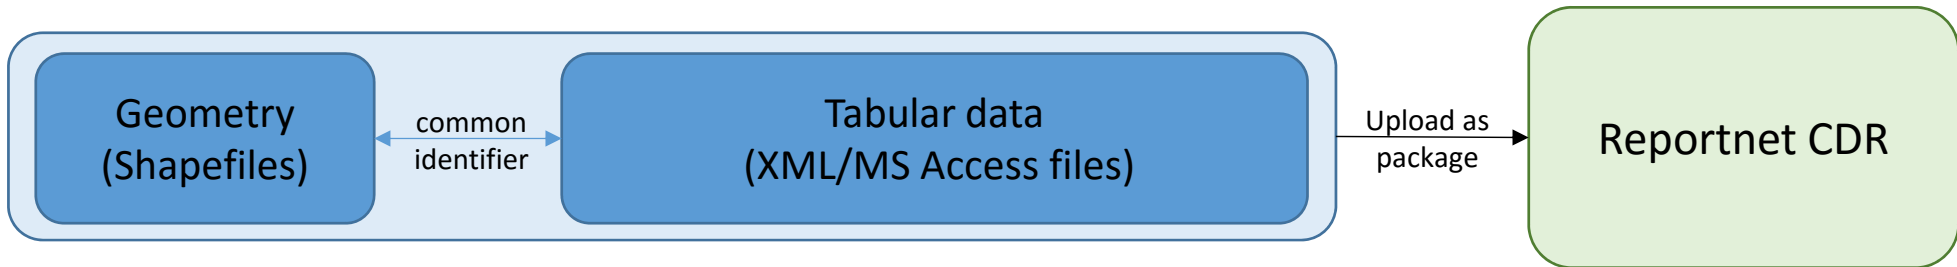 Geometry
(Shapefiles)
common
identifier
Tabular data
(XML/MS Access files)
Upload as
package
Reportnet CDR